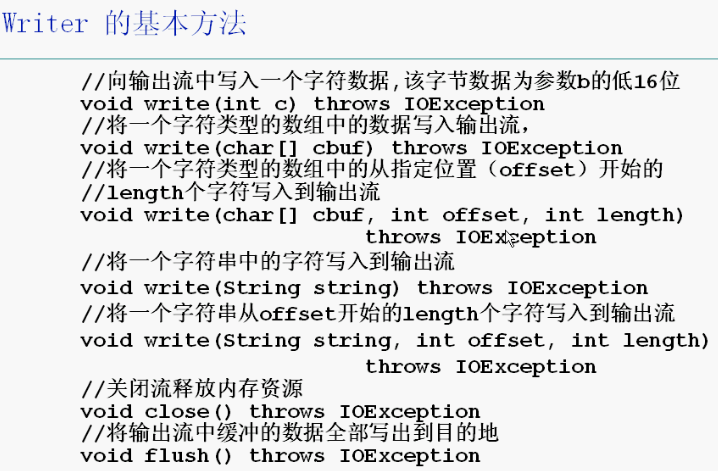 Writer 的基本方法
//向输出流中写入一个字符数据,该字节数据为参数b的低16位
void write(int c) throws IOException
//将一个字符类型的数组中的数据写入输出流，
void write(char[] cbuf) throws IOException
//将一个字符类型的数组中的从指定位置（offset）开始的
//length个字符写入到输出流
void write(char[] cbuf, int offset, int length)
throws IOException
//将一个字符串中的字符写入到输出流
void write(String string) throws IOException
//将一个字符串从offset开始的length个字符写入到输出流
void write(String string, int offset, int length)
throws IOException
//关闭流释放内存资源
void close() throws IOException
//将输出流中缓冲的数据全部写出到目的地
void flush() throws IOException